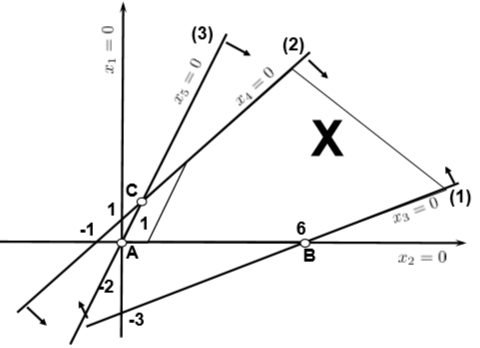 (3)
(2)
x₁ = 0
x₅ = 0
x₄ = 0
X
C
1
1
-1
6
x₃ = 0
(1)
A
B
x₂ = 0
-2
-3